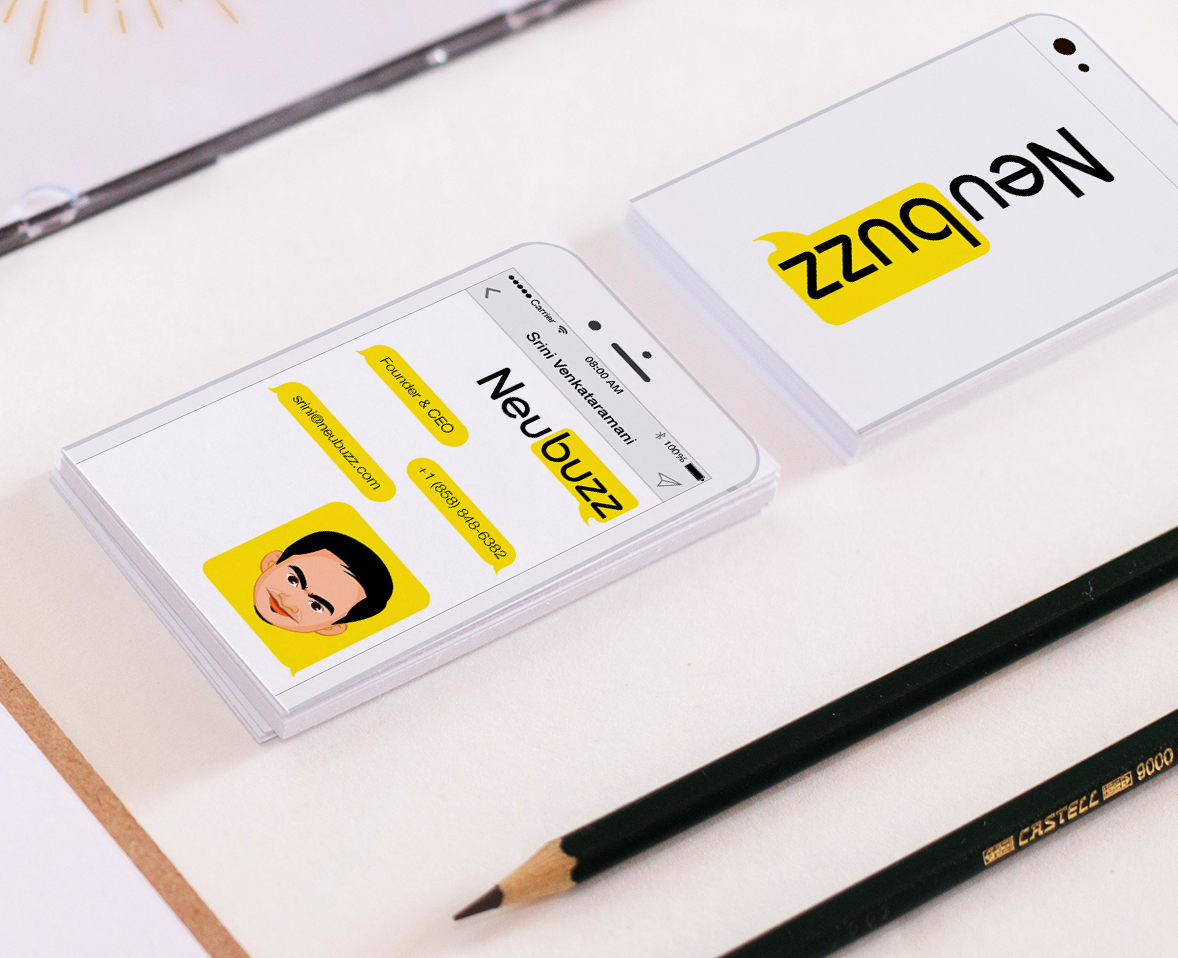 Carrier 08:00 AM 100%
Srini Venkataramani
Neubuzz
Founder & CEO
+1 (858) 848-6382
srini@neubuzz.com
Neubuzz
CASTELL 9000